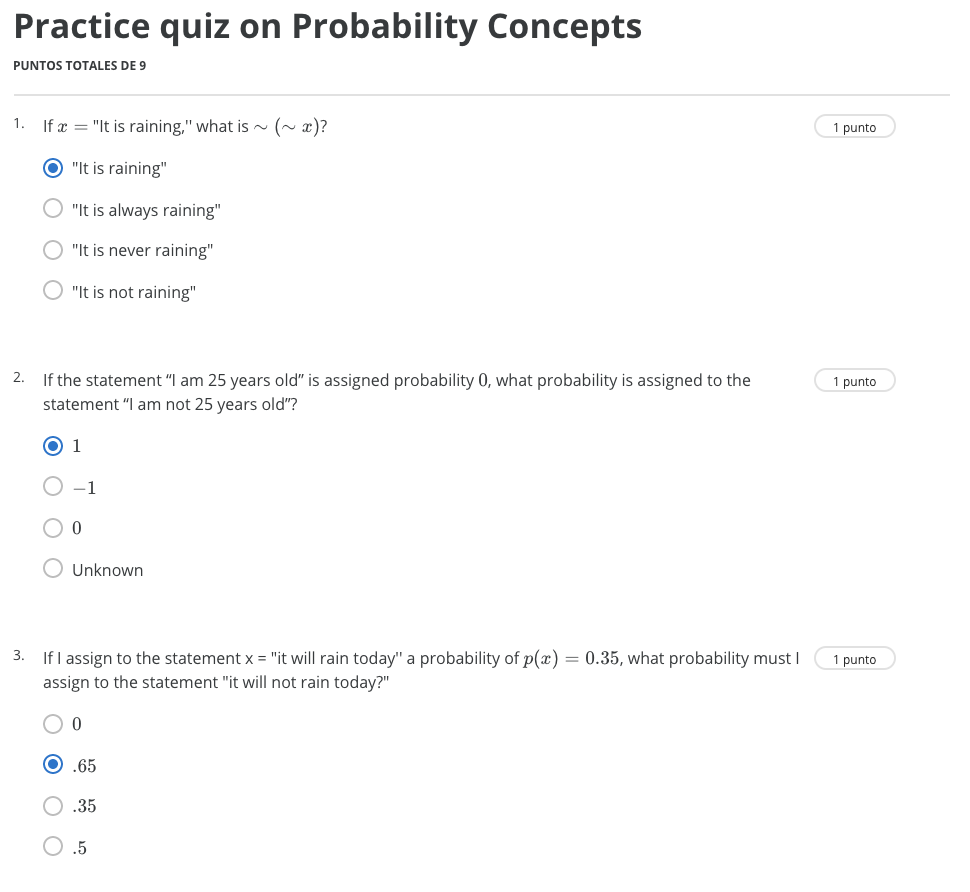 Practice quiz on Probability Concepts
PUNTOS TOTALES DE 9
1. If x = "It is raining," what is ∼ (∼ x)?
1 punto
"It is raining"
"It is always raining"
"It is never raining"
"It is not raining"
2. If the statement “I am 25 years old” is assigned probability 0, what probability is assigned to the
statement “I am not 25 years old”?
1 punto
1
−1
0
Unknown
3. If I assign to the statement x = "it will rain today" a probability of p(x) = 0.35, what probability must I
assign to the statement "it will not rain today?"
1 punto
0
.65
.35
.5